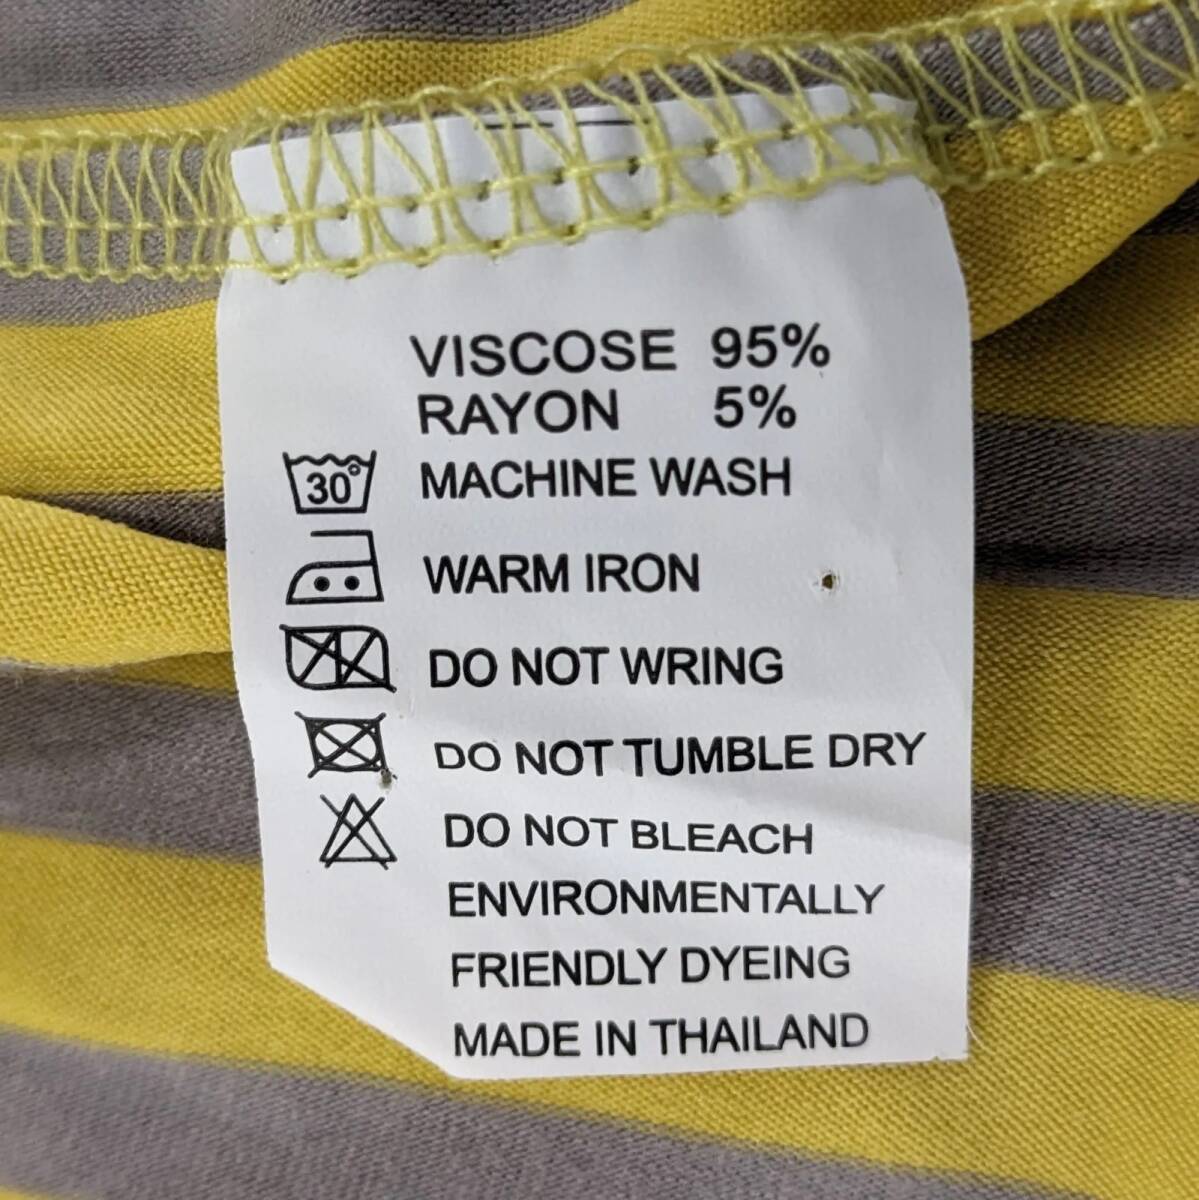 VISCOSE 95%
RAYON 5%
30° MACHINE WASH
WARM IRON
DO NOT WRING
DO NOT TUMBLE DRY
DO NOT BLEACH
ENVIRONMENTALLY
FRIENDLY DYEING
MADE IN THAILAND